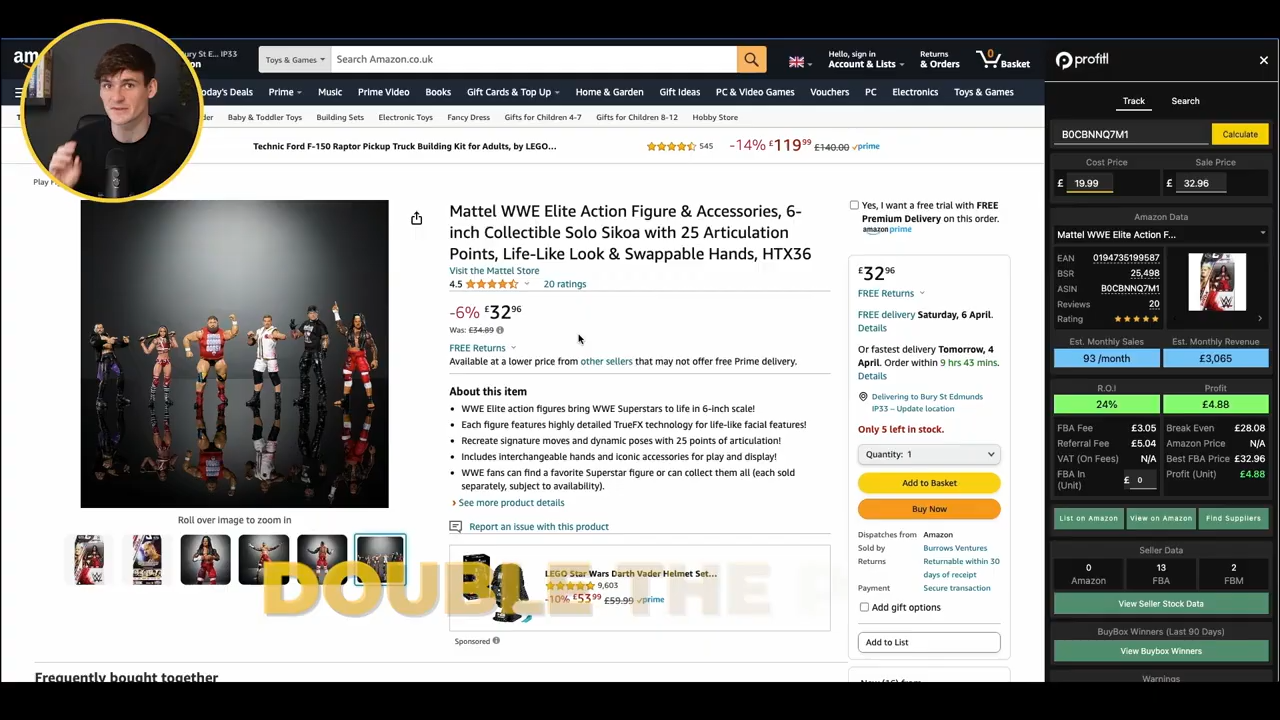 am
ury St E... IP33
on
Toys & Games
Search Amazon.co.uk
Hello, sign in
Account & Lists
Returns
& Orders
0
Basket
oday's Deals
Prime
Music
Prime Video
Books
Gift Cards & Top Up
Home & Garden
Gift Ideas
PC & Video Games
Vouchers
PC
Electronics
Toys & Games
Baby & Toddler Toys
Building Sets
Electronic Toys
Fancy Dress
Gifts for Children 4-7
Gifts for Children 8-12
Hobby Store
Technic Ford F-150 Raptor Pickup Truck Building Kit for Adults, by LEGO...
545
-14% £11999 £140.00 prime
Mattel WWE Elite Action Figure & Accessories, 6-
inch Collectible Solo Sikoa with 25 Articulation
Points, Life-Like Look & Swappable Hands, HTX36
Visit the Mattel Store
4.5
20 ratings
-6% £3296
Was: £34.89
FREE Returns
Available at a lower price from other sellers that may not offer free Prime delivery.
About this item
• WWE Elite action figures bring WWE Superstars to life in 6-inch scale!
• Each figure features highly detailed TrueFX technology for life-like facial features!
• Recreate signature moves and dynamic poses with 25 points of articulation!
• Includes interchangeable hands and iconic accessories for play and display!
• WWE fans can find a favorite Superstar figure or can collect them all (each sold
separately, subject to availability).
› See more product details
Report an issue with this product
Roll over image to zoom in
LEGO Star Wars Darth Vader Helmet Set...
9,603
-10% £5399 £59.99 prime
Sponsored
DOUBLE THE P
Frequently bought together
Yes, I want a free trial with FREE
Premium Delivery on this order.
amazon prime
£3296
FREE Returns
FREE delivery Saturday, 6 April.
Details
Or fastest delivery Tomorrow, 4
April. Order within 9 hrs 43 mins.
Details
Delivering to Bury St Edmunds
IP33 – Update location
Only 5 left in stock.
Quantity: 1
Add to Basket
Buy Now
Dispatches from Amazon
Sold by Burrows Ventures
Returns Returnable within 30
days of receipt
Payment Secure transaction
Add gift options
Add to List
profitl
Track
Search
B0CBNNQ7M1
Calculate
Cost Price
Sale Price
£ 19.99
£ 32.96
Amazon Data
Mattel WWE Elite Action F...
EAN 0194735199587
BSR 25,498
ASIN B0CBNNQ7M1
Reviews 20
Rating
Est. Monthly Sales
Est. Monthly Revenue
93 /month
£3,065
R.O.I
Profit
24%
£4.88
FBA Fee £3.05
Referral Fee £5.04
VAT (On Fees) N/A
FBA In
(Unit)
£ 0
Break Even £28.08
Amazon Price N/A
Best FBA Price £32.96
Profit (Unit) £4.88
List on Amazon
View on Amazon
Find Suppliers
Seller Data
0
Amazon
13
FBA
2
FBM
View Seller Stock Data
BuyBox Winners (Last 90 Days)
View Buybox Winners
Warnings